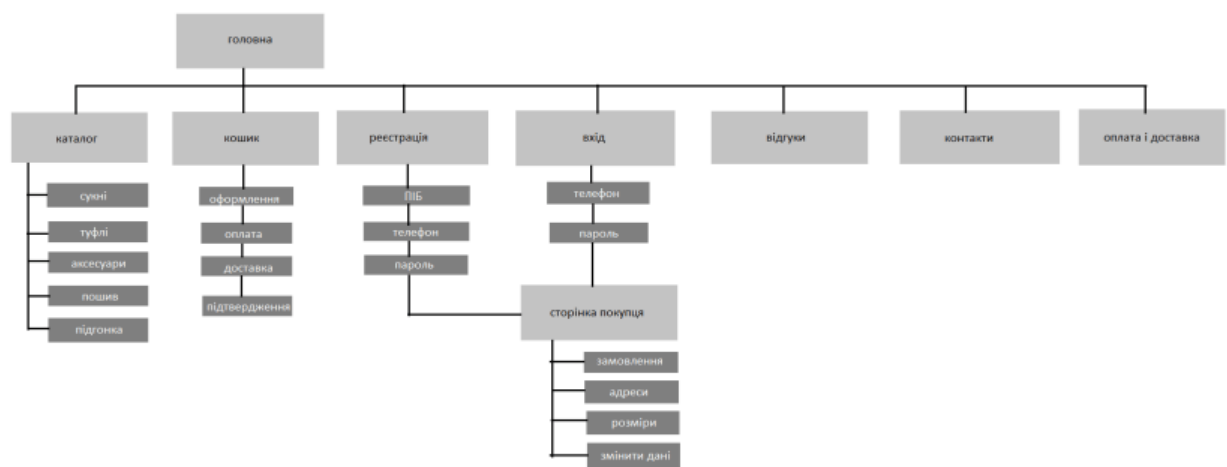 головна
каталог
кошик
реєстрація
вхід
відгуки
контакти
оплата і доставка
сукні
туфлі
аксесуари
пошив
підгонка
оформлення
оплата
доставка
підтвердження
ПІБ
телефон
пароль
телефон
пароль
сторінка покупця
замовлення
адреси
розміри
змінити дані